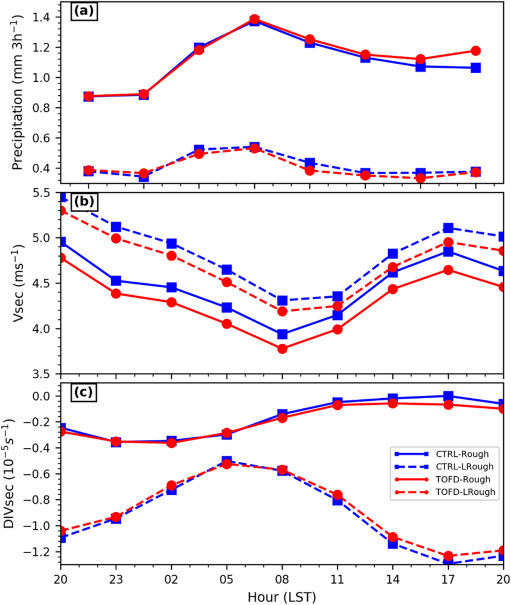 (a)
Precipitation (mm 3h⁻¹)
1.4
1.2
1.0
0.8
0.6
0.4
(b)
Vsec (ms⁻¹)
5.5
5.0
4.5
4.0
3.5
(c)
DIVsec (10⁻⁵s⁻¹)
0.0
−0.2
−0.4
−0.6
−0.8
−1.0
−1.2
CTRL-Rough
CTRL-LRough
TOFD-Rough
TOFD-LRough
20 23 02 05 08 11 14 17 20
Hour (LST)